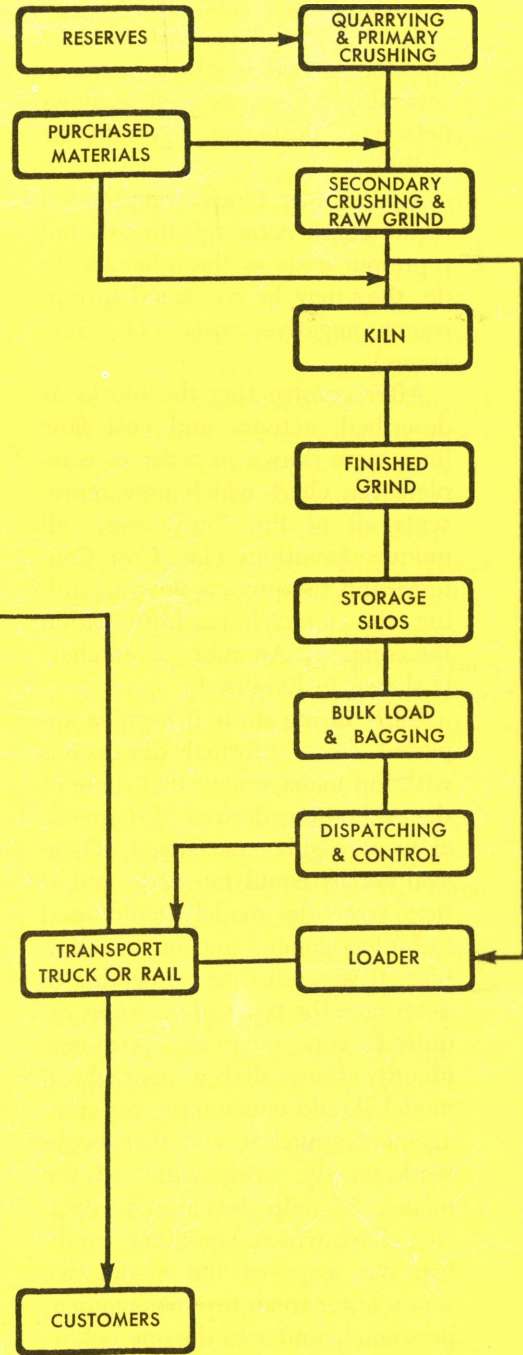 RESERVES
QUARRYING
& PRIMARY
CRUSHING
PURCHASED
MATERIALS
SECONDARY
CRUSHING &
RAW GRIND
KILN
FINISHED
GRIND
STORAGE
SILOS
BULK LOAD
& BAGGING
DISPATCHING
& CONTROL
TRANSPORT
TRUCK OR RAIL
LOADER
CUSTOMERS